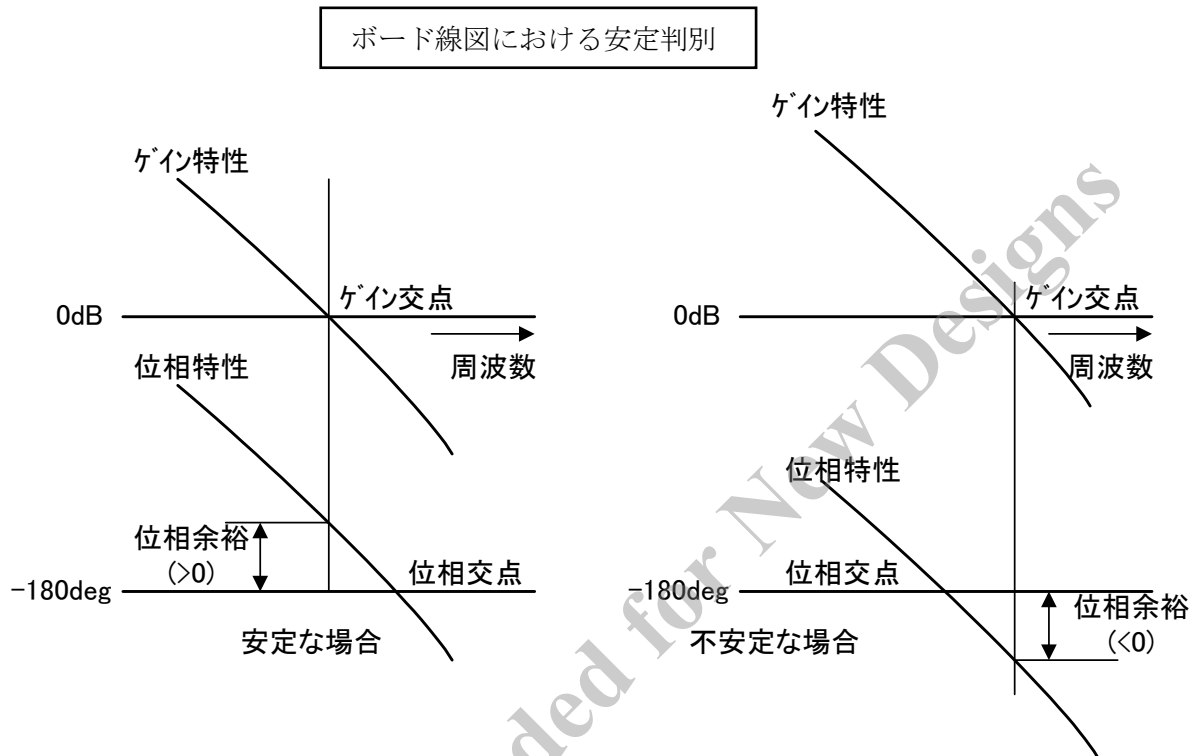 ボード線図における安定判別
ｹﾞｲﾝ特性
ｹﾞｲﾝ交点
0dB
周波数
位相特性
位相余裕
(>0)
位相交点
-180deg
安定な場合
ｹﾞｲﾝ特性
ｹﾞｲﾝ交点
0dB
周波数
位相特性
位相交点
-180deg
位相余裕
(<0)
不安定な場合
ded for New Designs